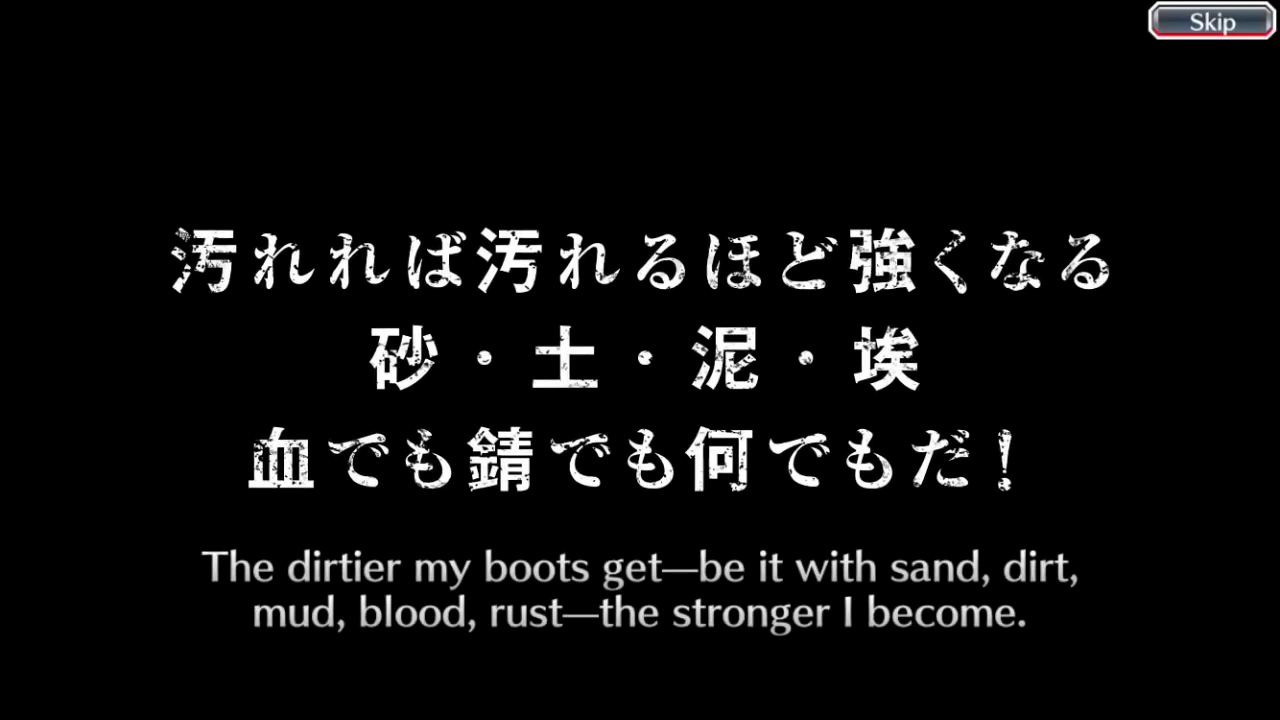 Skip
汚れれば汚れるほど強くなる
砂・土・泥・埃
血でも錆でも何でもだ！
The dirtier my boots get—be it with sand, dirt,
mud, blood, rust—the stronger I become.